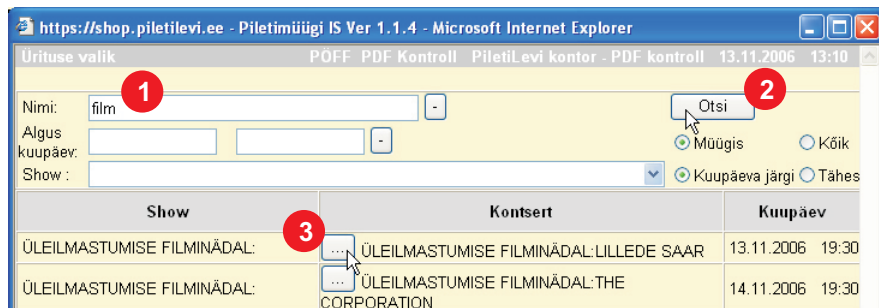 https://shop.piletilevi.ee - Piletimüügi IS Ver 1.1.4 - Microsoft Internet Explorer
Ürituse valik PÖFF PDF Kontroll PiletiLevi kontor - PDF kontroll 13.11.2006 13:10
1
2
Nimi: film - Otsi
Algus kuupäev: - Müügis Kõik
Show : Kuupäeva järgi Tähes
Show Kontsert Kuupäev
3
ÜLEILMASTUMISE FILMINÄDAL: ... ÜLEILMASTUMISE FILMINÄDAL:LILLEDE SAAR 13.11.2006 19:30
ÜLEILMASTUMISE FILMINÄDAL: ... ÜLEILMASTUMISE FILMINÄDAL:THE CORPORATION 14.11.2006 19:30